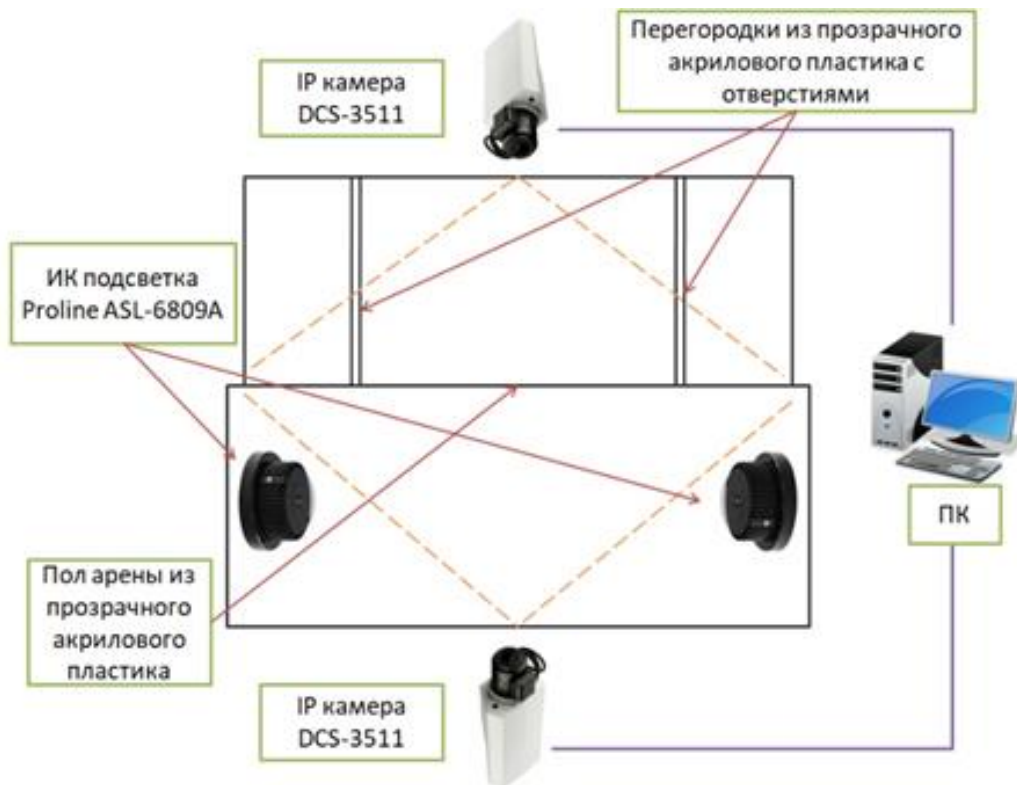 IP камера
DCS-3511
Перегородки из прозрачного
акрилового пластика с
отверстиями
ИК подсветка
Proline ASL-6809A
ПК
Пол арены из
прозрачного
акрилового
пластика
IP камера
DCS-3511